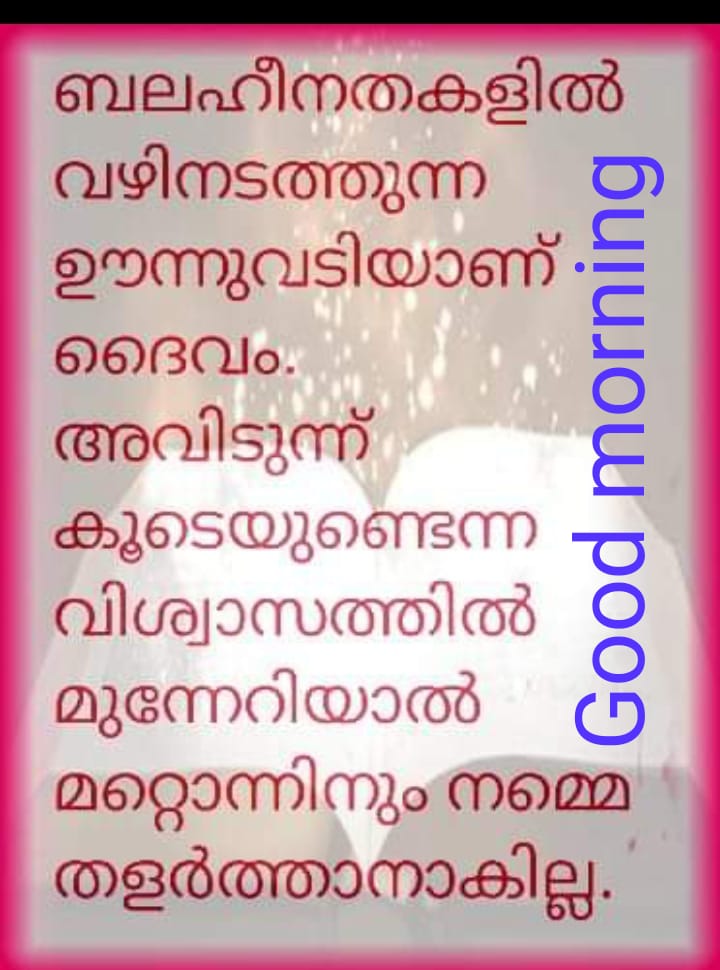 ബലഹീനതകളിൽ
വഴിനടത്തുന്ന
ഊന്നുവടിയാണ്
ദൈവം.
അവിടുന്ന്
കൂടെയുണ്ടെന്ന
വിശ്വാസത്തിൽ
മുന്നേറിയാൽ
മറ്റൊന്നിനും നമ്മെ
തളർത്താനാകില്ല.
Good morning